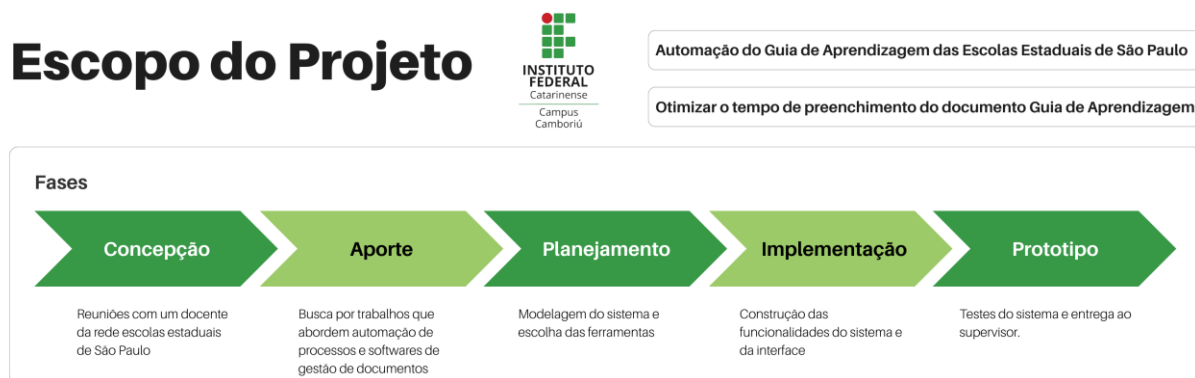 Escopo do Projeto
INSTITUTO
FEDERAL
Catarinense
Campus
Camboriú
Automação do Guia de Aprendizagem das Escolas Estaduais de São Paulo
Otimizar o tempo de preenchimento do documento Guia de Aprendizagem
Fases
Concepção
Aporte
Planejamento
Implementação
Prototipo
Reuniões com um docente
da rede escolas estaduais
de São Paulo
Busca por trabalhos que
abordem automação de
processos e softwares de
gestão de documentos
Modelagem do sistema e
escolha das ferramentas
Construção das
funcionalidades do sistema e
da interface
Testes do sistema e entrega ao
supervisor.